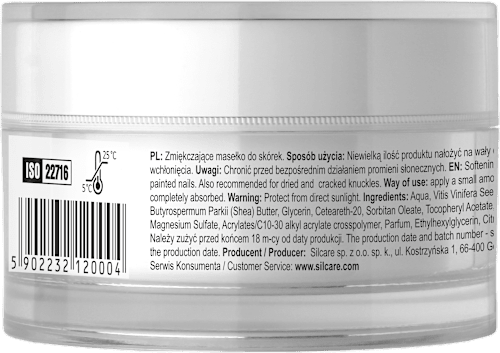 ISO 22716
25°C
5°C
5 902232 120004
PL: Zmiękczające masełko do skórek. Sposób użycia: Niewielką ilość produktu nałożyć na wały
wchłonięcia. Uwagi: Chronić przed bezpośrednim działaniem promieni słonecznych. EN: Softenin
painted nails. Also recommended for dried and cracked knuckles. Way of use: apply a small amo
completely absorbed. Warning: Protect from direct sunlight. Ingredients: Aqua, Vitis Vinifera See
Butyrospermum Parkii (Shea) Butter, Glycerin, Ceteareth-20, Sorbitan Oleate, Tocopheryl Acetate,
Magnesium Sulfate, Acrylates/C10-30 alkyl acrylate crosspolymer, Parfum, Ethylhexylglycerin, Citr
Należy zużyć przed końcem 18 m-cy od daty produkcji. The production date and batch number - s
the production date. Producent / Producer: Silcare sp. z o.o. sp. k., ul. Kostrzyńska 1, 66-400 G
Serwis Konsumenta / Customer Service: www.silcare.com